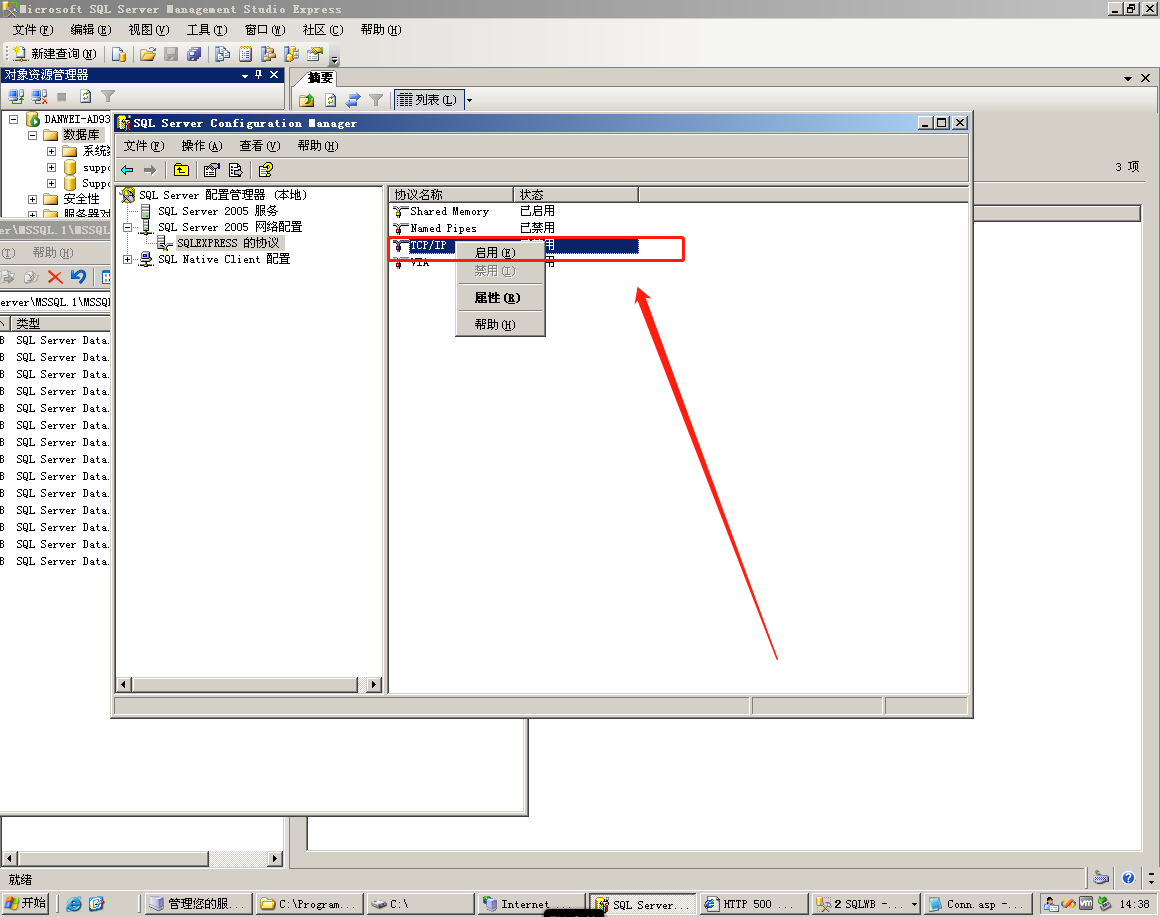 Microsoft SQL Server Management Studio Express
文件(F) 编辑(E) 视图(V) 工具(T) 窗口(W) 社区(C) 帮助(H)
新建查询(N)
对象资源管理器
摘要
列表(L)
DANWEI-AD93
数据库
系统
suppo
Suppo
安全性
服务器对
3 项
SQL Server Configuration Manager
文件(F) 操作(A) 查看(V) 帮助(H)
SQL Server 配置管理器 (本地)
SQL Server 2005 服务
SQL Server 2005 网络配置
SQLEXPRESS 的协议
SQL Native Client 配置
协议名称 状态
Shared Memory 已启用
Named Pipes 已禁用
TCP/IP 用
VIA 用
启用(E)
禁用(I)
属性(R)
帮助(H)
er\MSSQL.1\MSSQ
(T) 帮助(H)
erver\MSSQL.1\MSS
类型
B SQL Server Data.
B SQL Server Data.
B SQL Server Data.
B SQL Server Data.
B SQL Server Data.
B SQL Server Data.
B SQL Server Data.
B SQL Server Data.
B SQL Server Data.
B SQL Server Data.
B SQL Server Data.
B SQL Server Data.
B SQL Server Data.
B SQL Server Data.
就绪
开始
管理您的服...
C:\Program...
C:\
Internet ...
SQL Server...
HTTP 500 ...
2 SQLWB -...
Conn.asp -...
14:38